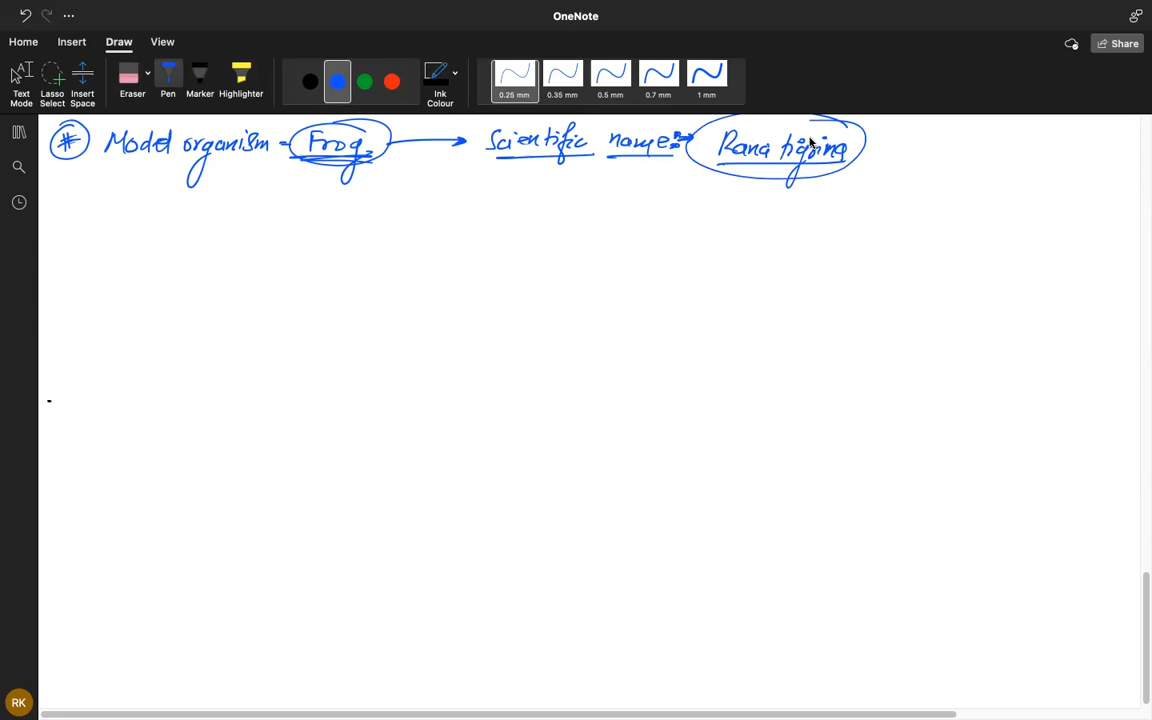 OneNote
Home Insert Draw View Share
Text Mode Lasso Select Insert Space Eraser Pen Marker Highlighter Ink Colour 0.25 mm 0.35 mm 0.5 mm 0.7 mm 1 mm
# Model organism - Frog → Scientific name:⇒ Rana tigrina
RK